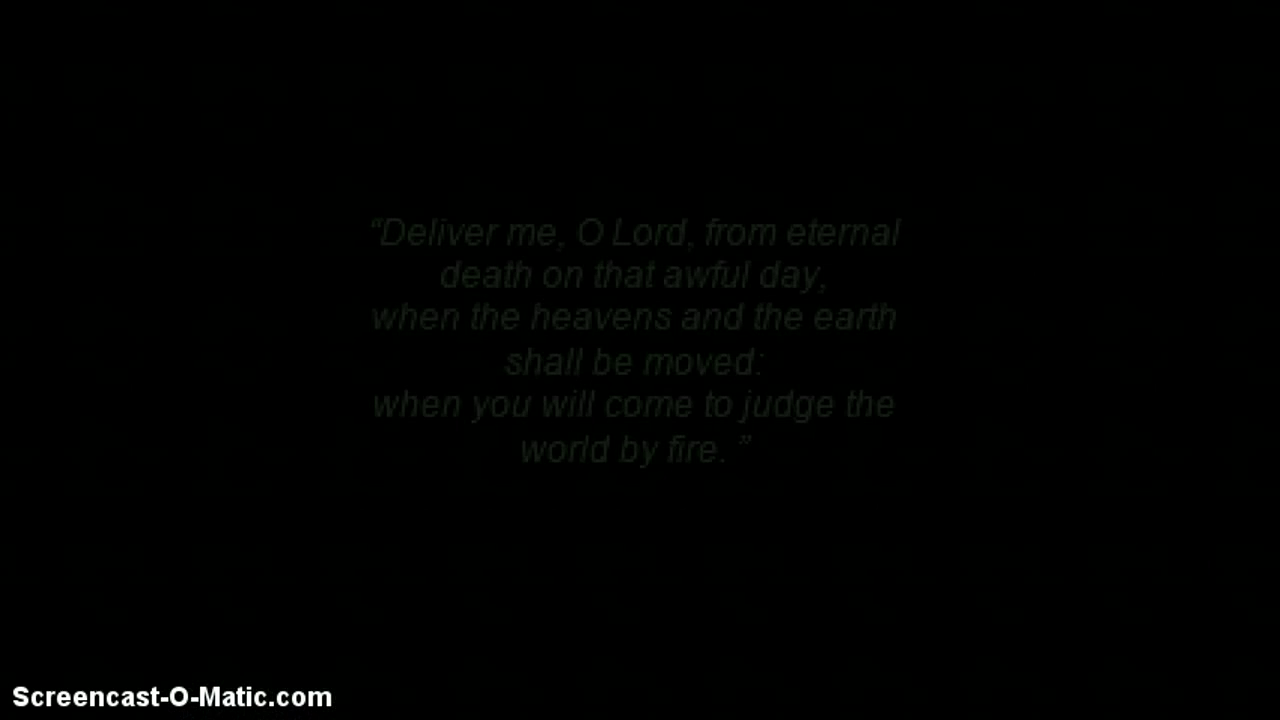 “Deliver me, O Lord, from eternal
death on that awful day,
when the heavens and the earth
shall be moved:
when you will come to judge the
world by fire. ”
Screencast-O-Matic.com